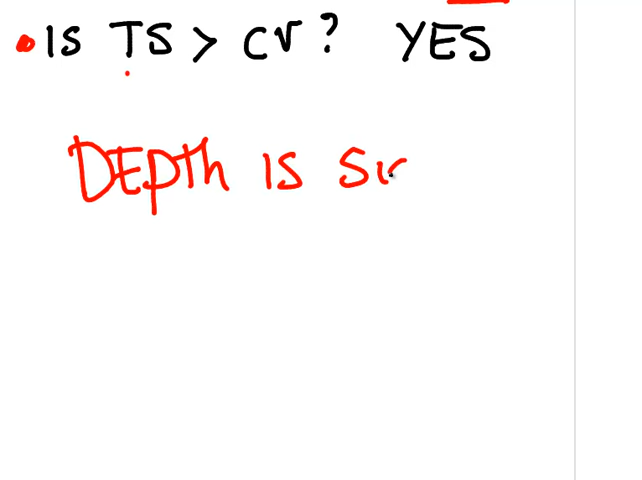 • IS TS > CV ? YES
DEPTh IS